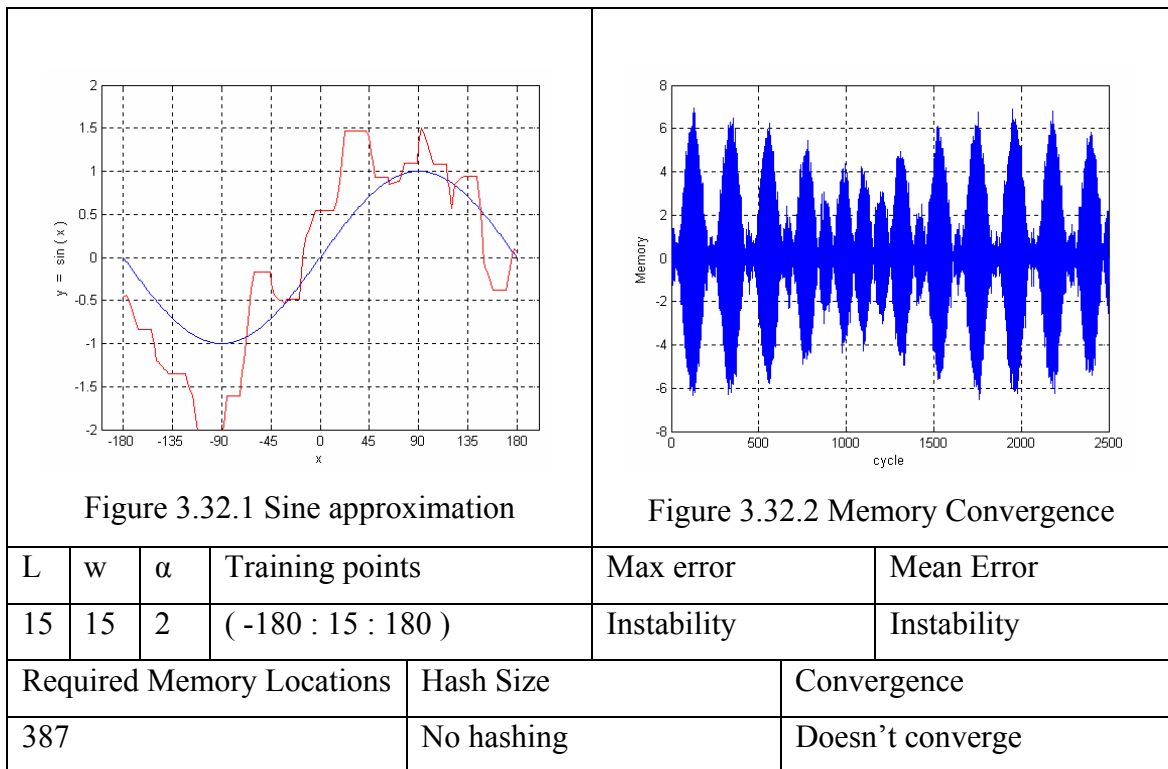 2
1.5
1
0.5
0
-0.5
-1
-1.5
-2
y = sin ( x )
-180 -135 -90 -45 0 45 90 135 180
x
Figure 3.32.1 Sine approximation
8
6
4
2
0
-2
-4
-6
-8
Memory
0 500 1000 1500 2000 2500
cycle
Figure 3.32.2 Memory Convergence
L w α Training points Max error Mean Error
15 15 2 ( -180 : 15 : 180 ) Instability Instability
Required Memory Locations Hash Size Convergence
387 No hashing Doesn’t converge